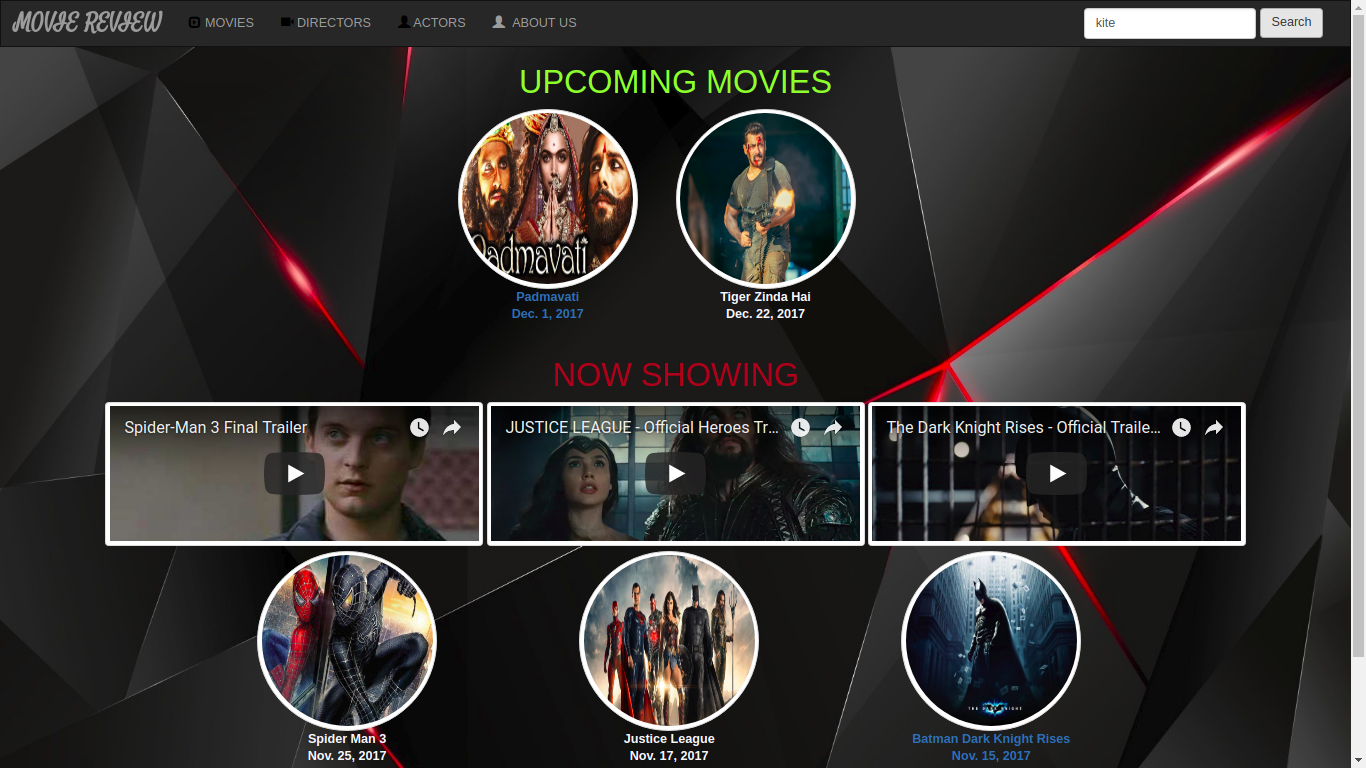 MOVIE REVIEW MOVIES DIRECTORS ACTORS ABOUT US kite Search
UPCOMING MOVIES
Padmavati
Padmavati
Dec. 1, 2017
Tiger Zinda Hai
Dec. 22, 2017
NOW SHOWING
Spider-Man 3 Final Trailer
JUSTICE LEAGUE - Official Heroes Tr...
The Dark Knight Rises - Official Traile...
THE DARK KNIGHT
Spider Man 3
Nov. 25, 2017
Justice League
Nov. 17, 2017
Batman Dark Knight Rises
Nov. 15, 2017